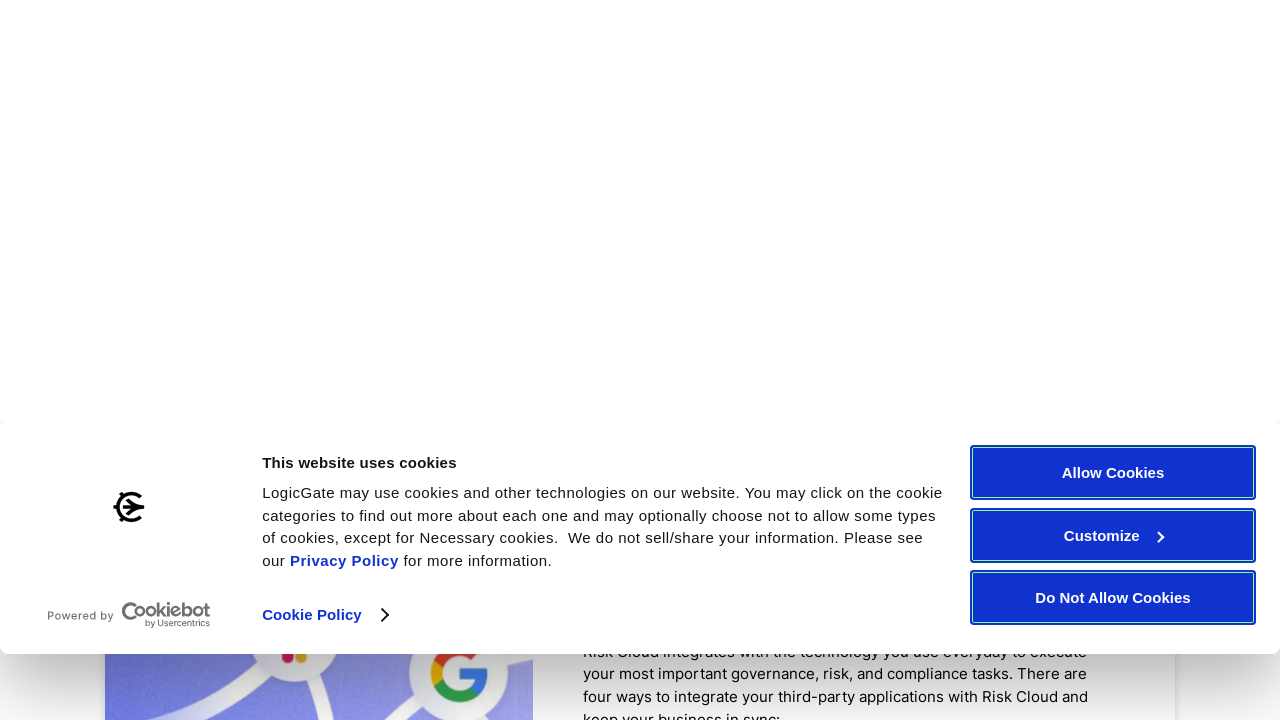 This website uses cookies
LogicGate may use cookies and other technologies on our website. You may click on the cookie
categories to find out more about each one and may optionally choose not to allow some types
of cookies, except for Necessary cookies.  We do not sell/share your information. Please see
our Privacy Policy for more information.
Cookie Policy
Powered by Cookiebot
by Usercentrics
Allow Cookies
Customize
Do Not Allow Cookies
Risk Cloud integrates with the technology you use everyday to execute
your most important governance, risk, and compliance tasks. There are
four ways to integrate your third-party applications with Risk Cloud and
keep your business in sync: